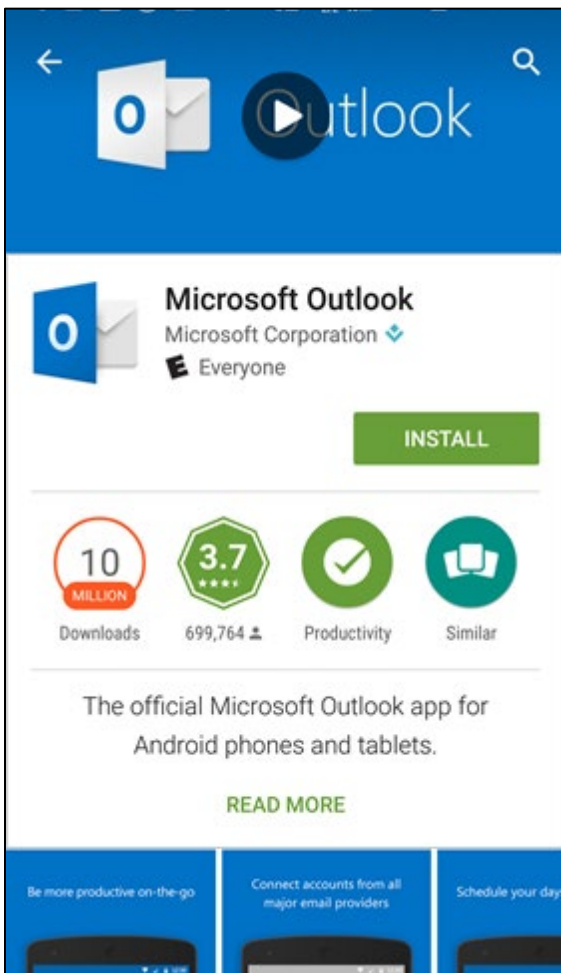 Outlook
O
Microsoft Outlook
Microsoft Corporation
O
E Everyone
INSTALL
10
MILLION
3.7
Downloads
699,764
Productivity
Similar
The official Microsoft Outlook app for
Android phones and tablets.
READ MORE
Be more productive on-the-go
Connect accounts from all
major email providers
Schedule your day